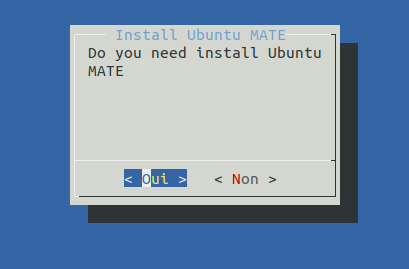 Install Ubuntu MATE
Do you need install Ubuntu
MATE
< Oui > < Non >